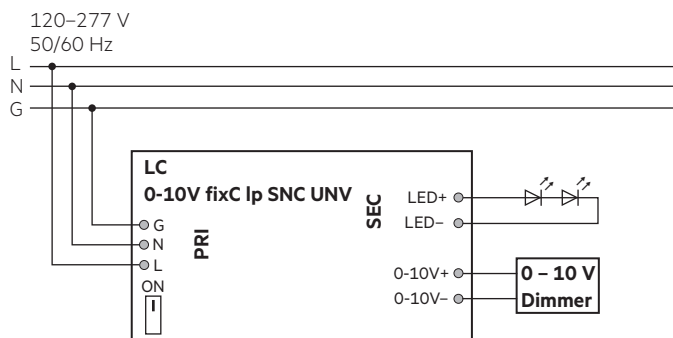 120–277 V
50/60 Hz
L
N
G
LC
0-10V fixC lp SNC UNV
PRI
SEC
G
N
L
ON
LED+
LED–
0-10V+
0-10V–
0 – 10 V
Dimmer